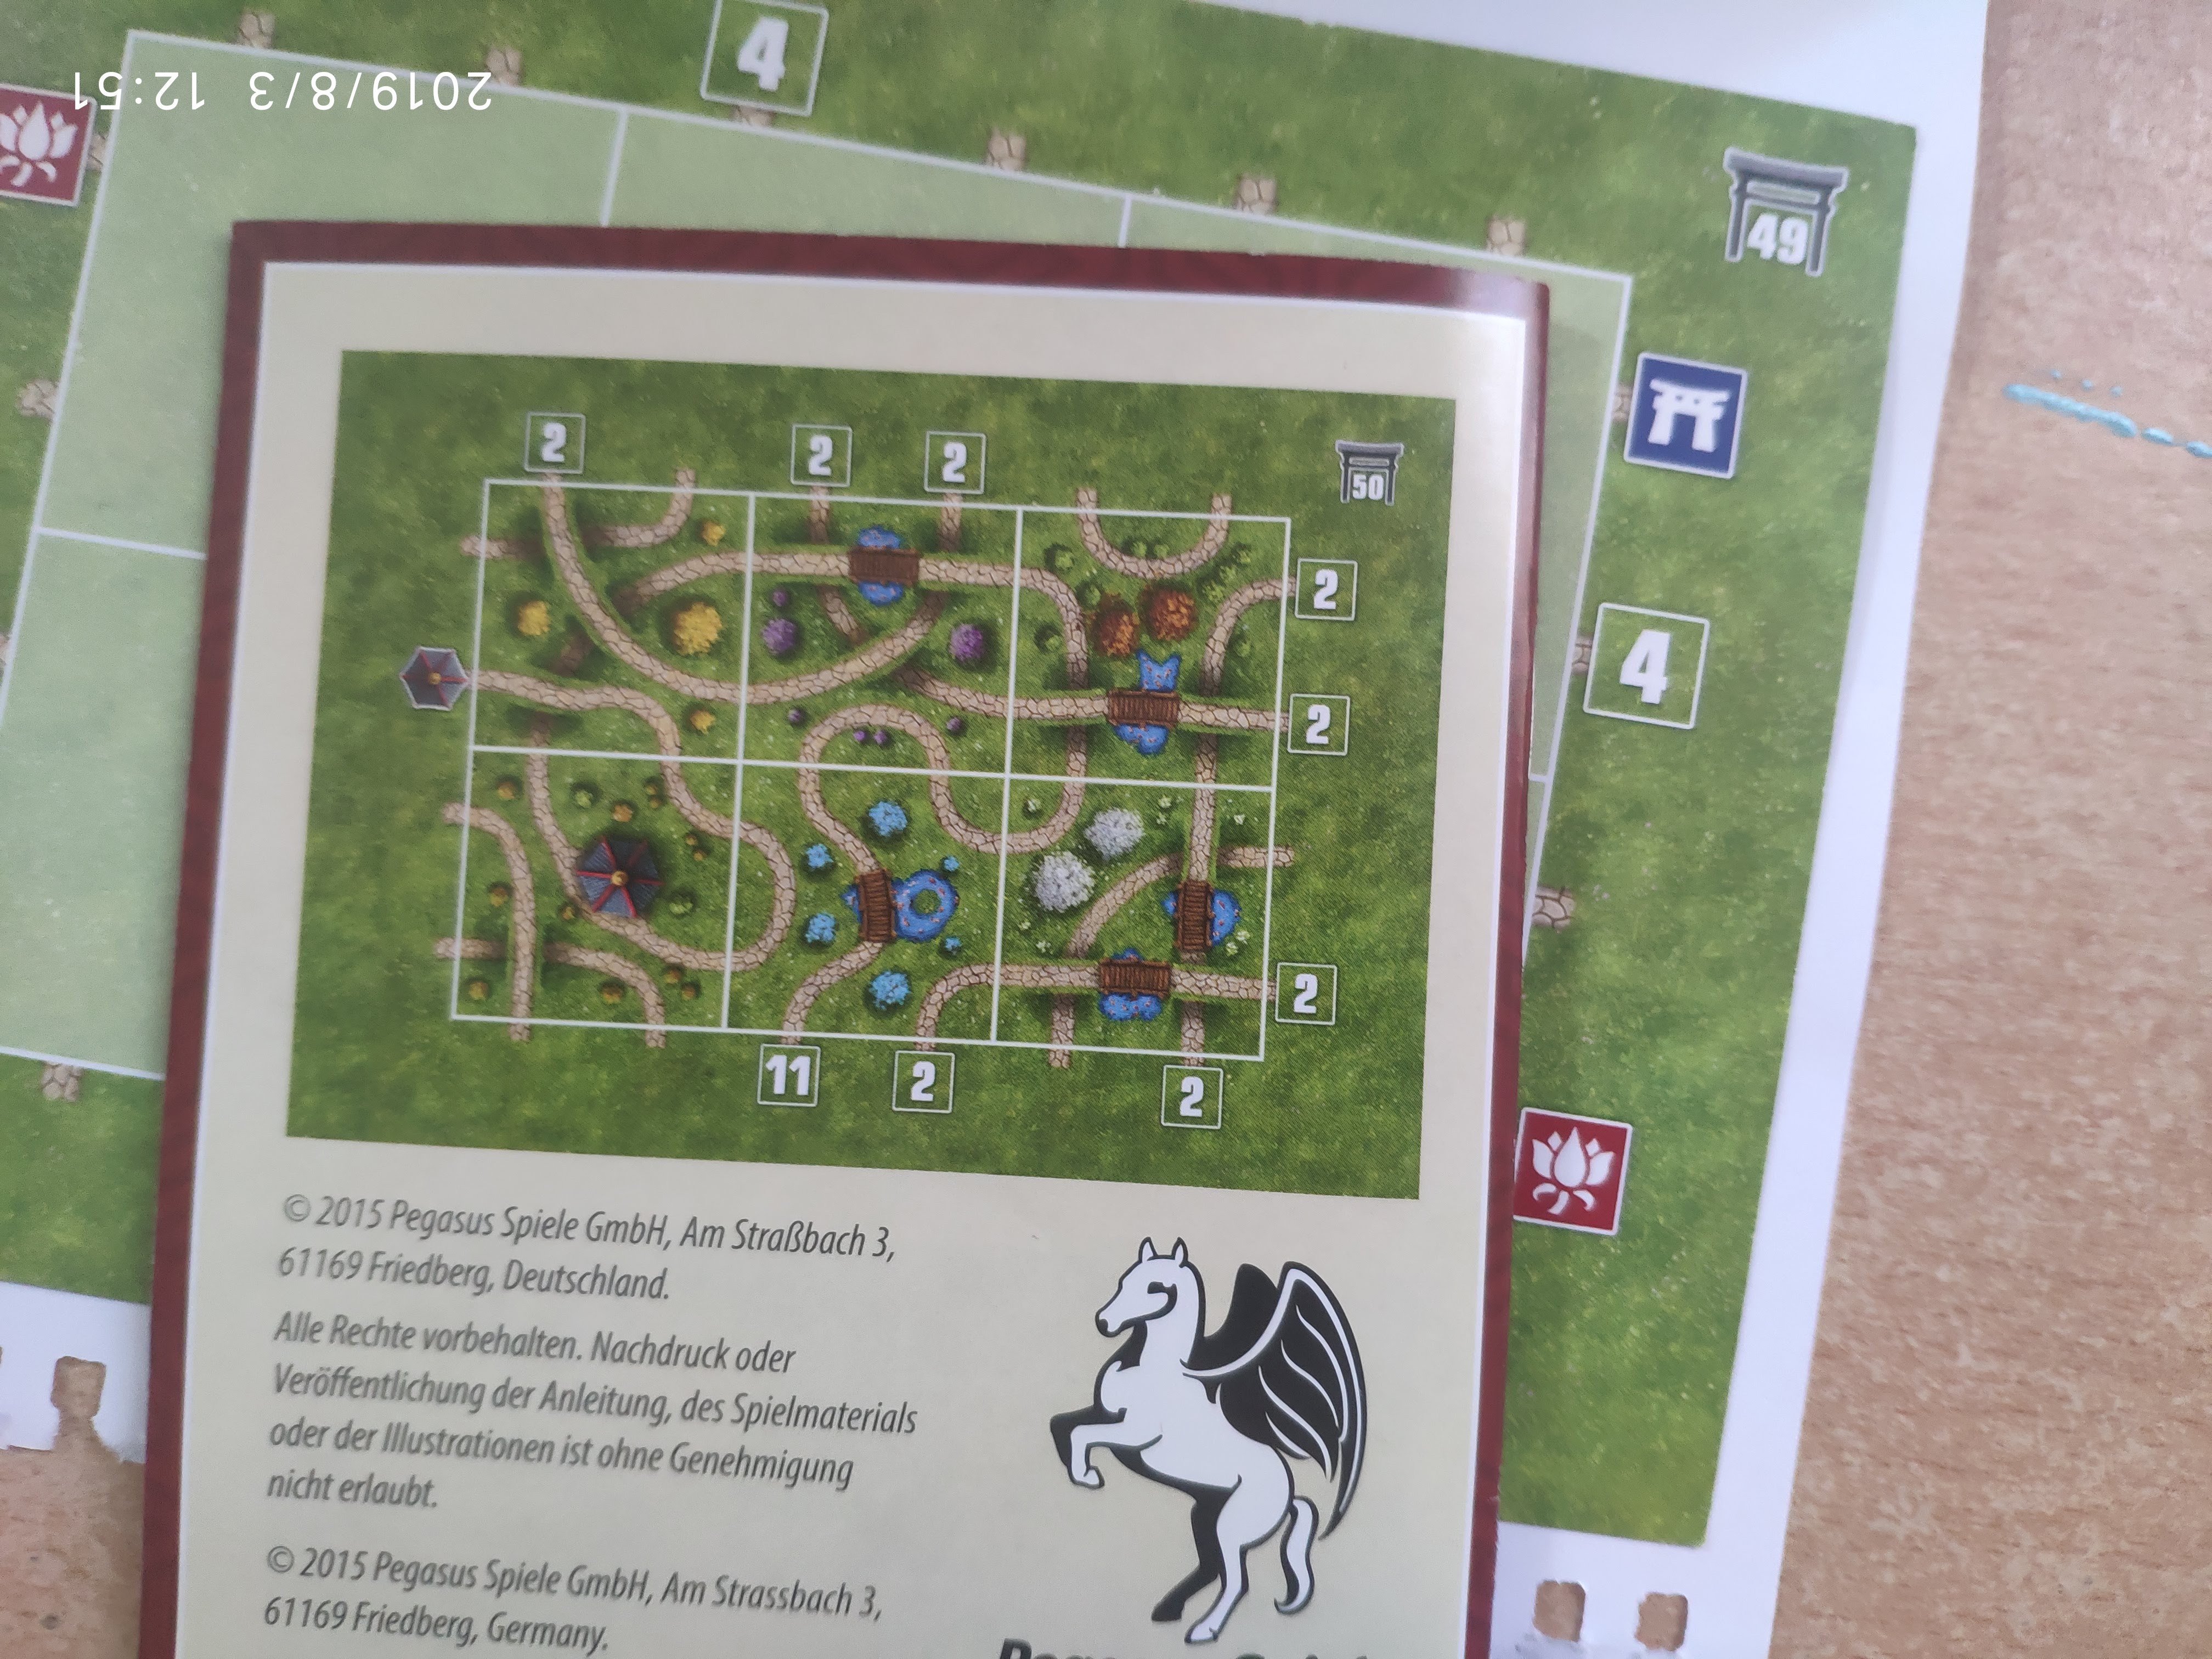 4
49
2 2 2 50
2
2
4
2
11 2 2
© 2015 Pegasus Spiele GmbH, Am Straßbach 3,
61169 Friedberg, Deutschland.
Alle Rechte vorbehalten. Nachdruck oder
Veröffentlichung der Anleitung, des Spielmaterials
oder der Illustrationen ist ohne Genehmigung
nicht erlaubt.
© 2015 Pegasus Spiele GmbH, Am Strassbach 3,
61169 Friedberg, Germany.
2019/8/3 12:51